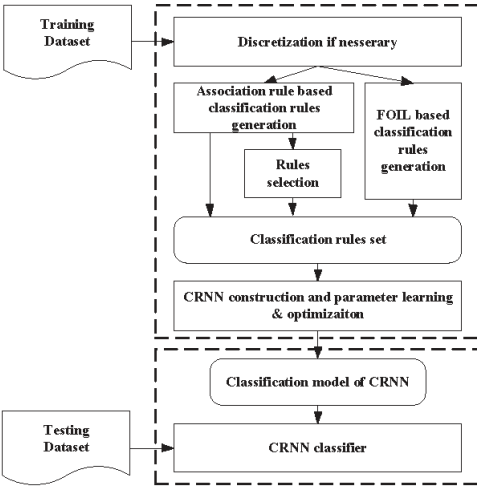 Training
Dataset
Discretization if nesserary
Association rule based
classification rules
generation
FOIL based
classification
rules
generation
Rules
selection
Classification rules set
CRNN construction and parameter learning
& optimizaiton
Classification model of CRNN
Testing
Dataset
CRNN classifier